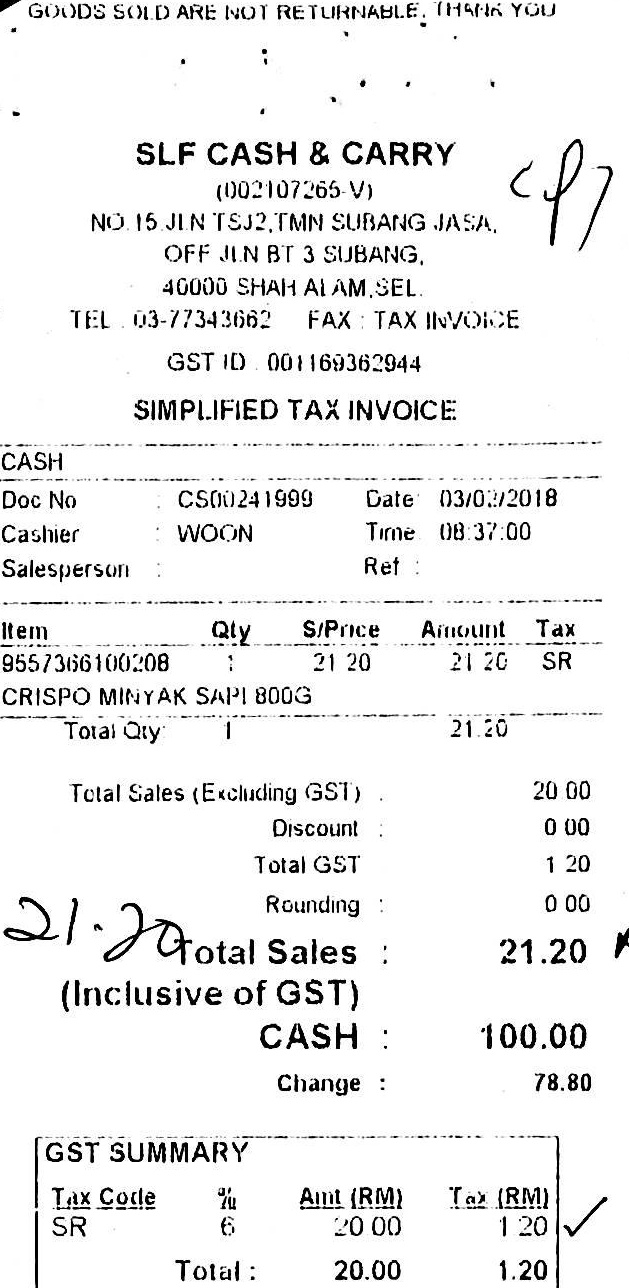 GOODS SOLD ARE NOT RETURNABLE, THANK YOU
SLF CASH & CARRY
(002107265-V)
NO.15 JLN TSJ2,TMN SUBANG JASA,
OFF JLN BT 3 SUBANG,
40000 SHAH ALAM,SEL.
TEL : 03-77343662 FAX : TAX INVOICE
GST ID : 001169362944
SIMPLIFIED TAX INVOICE
CASH
Doc No : CS00241999 Date : /2018
Cashier : WOON Time : 08:37:00
Salesperson : Ref :
Item Qty S/Price Amount Tax
9557366100208 1 21.20 21.20 SR
CRISPO MINYAK SAPI 800G
Total Qty: 1 21.20
Total Sales (Excluding GST) : 20.00
Discount : 0.00
Total GST 1.20
Rounding : 0.00
21.20
Total Sales : 21.20
(Inclusive of GST)
CASH : 100.00
Change : 78.80
GST SUMMARY
Tax Code % Amt (RM) Tax (RM)
SR 6 20.00 1.20
Total : 20.00 1.20